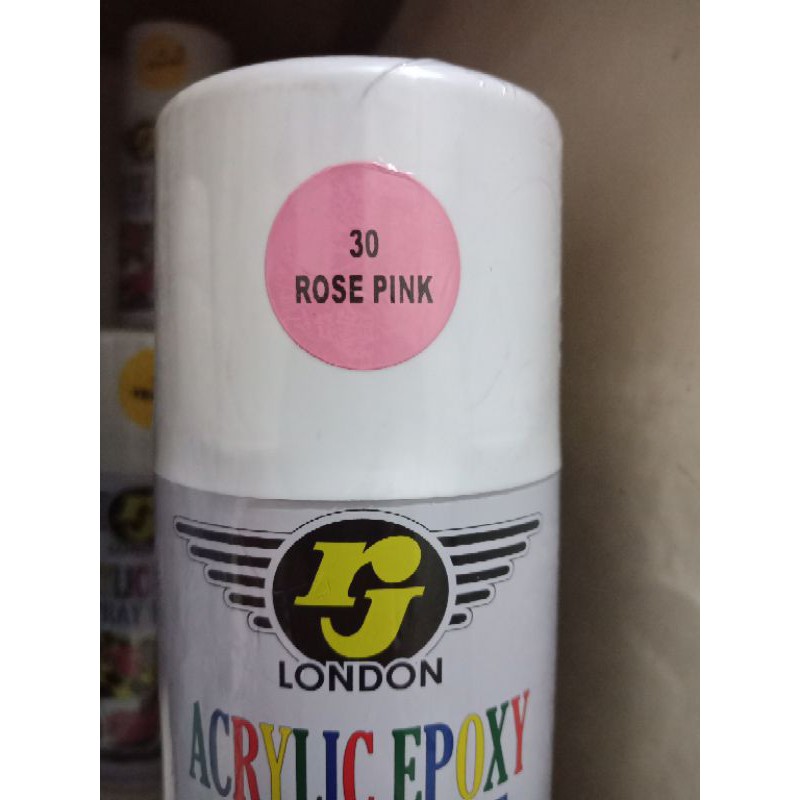 30
ROSE PINK
rj
LONDON
ACRYLIC EPOXY